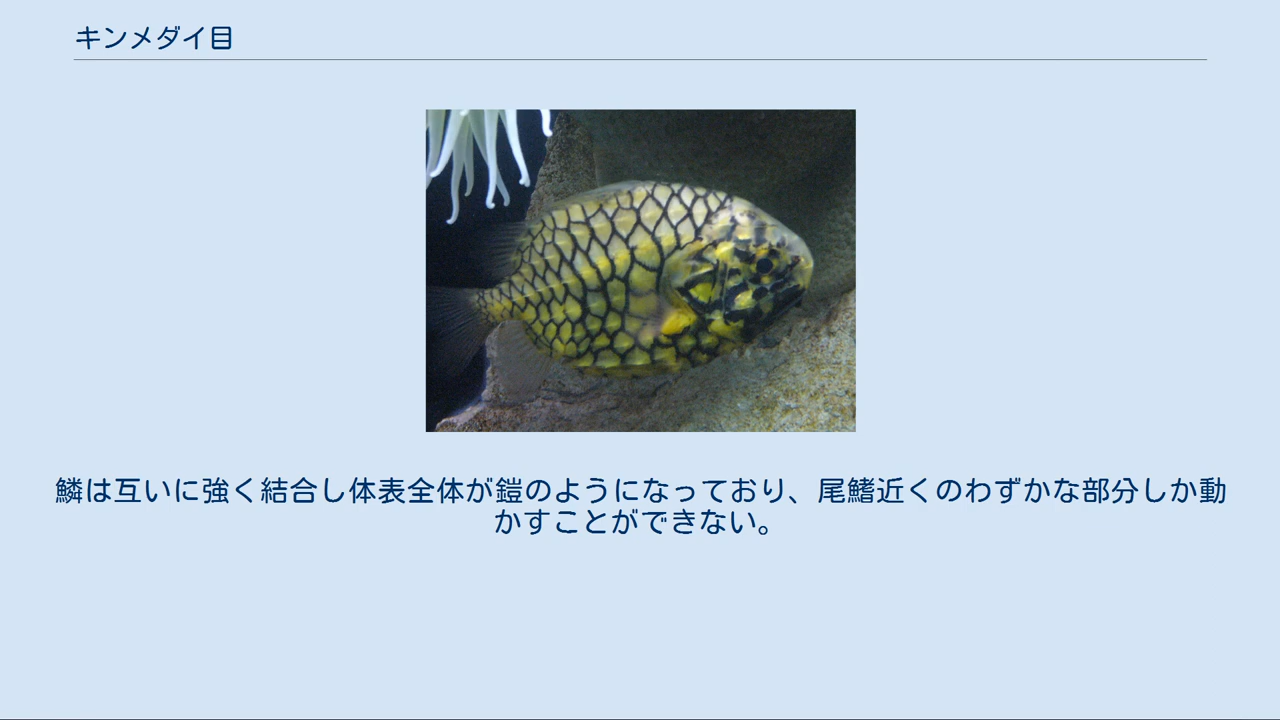 キンメダイ目
鱗は互いに強く結合し体表全体が鎧のようになっており、尾鰭近くのわずかな部分しか動
かすことができない。